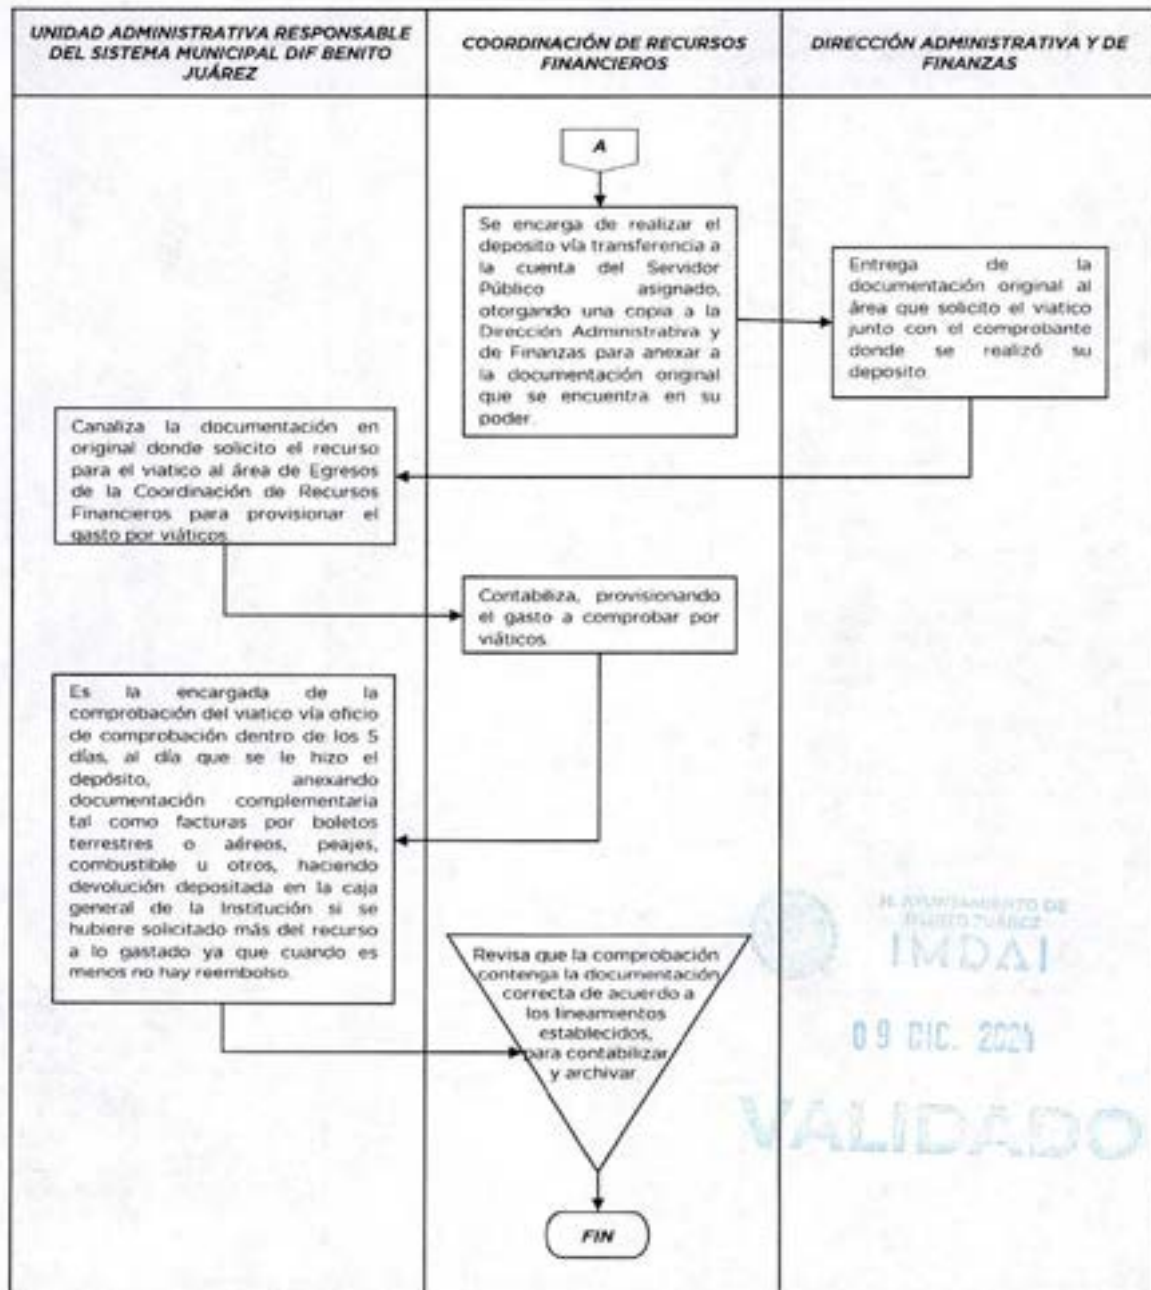 UNIDAD ADMINISTRATIVA RESPONSABLE
DEL SISTEMA MUNICIPAL DIF BENITO
JUÁREZ
COORDINACIÓN DE RECURSOS
FINANCIEROS
DIRECCIÓN ADMINISTRATIVA Y DE
FINANZAS
A
Se encarga de realizar el
deposito vía transferencia a
la cuenta del Servidor
Público asignado,
otorgando una copia a la
Dirección Administrativa y
de Finanzas para anexar a
la documentación original
que se encuentra en su
poder.
Entrega de la
documentación original al
área que solicito el viatico
junto con el comprobante
donde se realizó su
deposito.
Canaliza la documentación en
original donde solicito el recurso
para el viatico al área de Egresos
de la Coordinación de Recursos
Financieros para provisionar el
gasto por viáticos
Contabiliza, provisionando
el gasto a comprobar por
viáticos.
Es la encargada de la
comprobación del viatico vía oficio
de comprobación dentro de los 5
días, al día que se le hizo el
depósito, anexando
documentación complementaria
tal como facturas por boletos
terrestres o aéreos, peajes,
combustible u otros, haciendo
devolución depositada en la caja
general de la Institución si se
hubiere solicitado más del recurso
a lo gastado ya que cuando es
menos no hay reembolso.
Revisa que la comprobación
contenga la documentación
correcta de acuerdo a
los lineamientos
establecidos,
para contabilizar
y archivar
FIN
H. AYUNTAMIENTO DE
BENITO JUÁREZ
IMDAI
09 DIC. 2021
VALIDADO